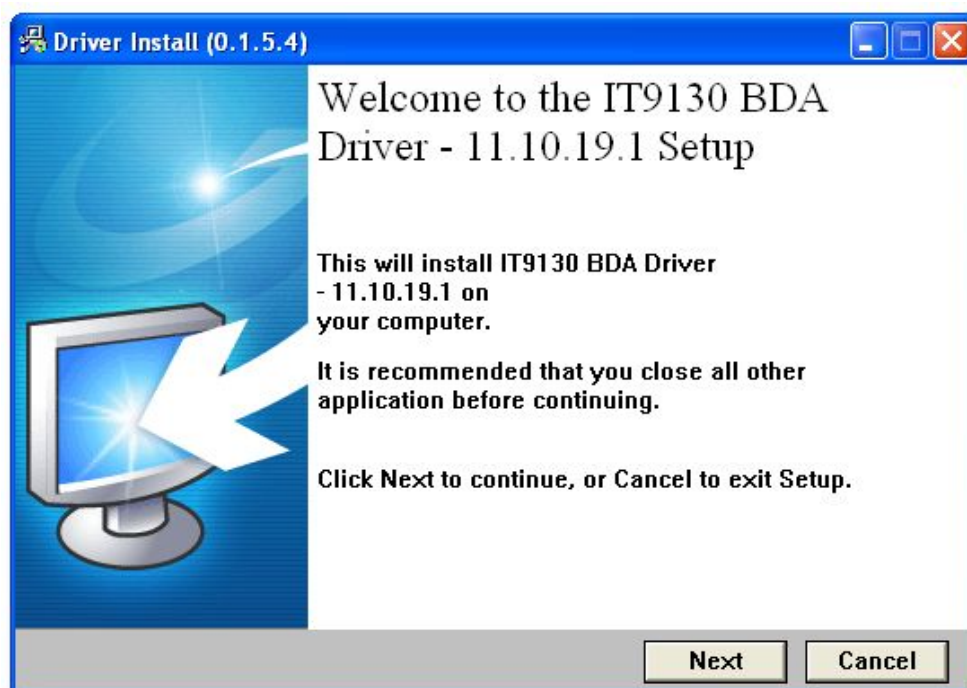 Driver Install (0.1.5.4)
Welcome to the IT9130 BDA
Driver - 11.10.19.1 Setup
This will install IT9130 BDA Driver
- 11.10.19.1 on
your computer.
It is recommended that you close all other
application before continuing.
Click Next to continue, or Cancel to exit Setup.
Next
Cancel